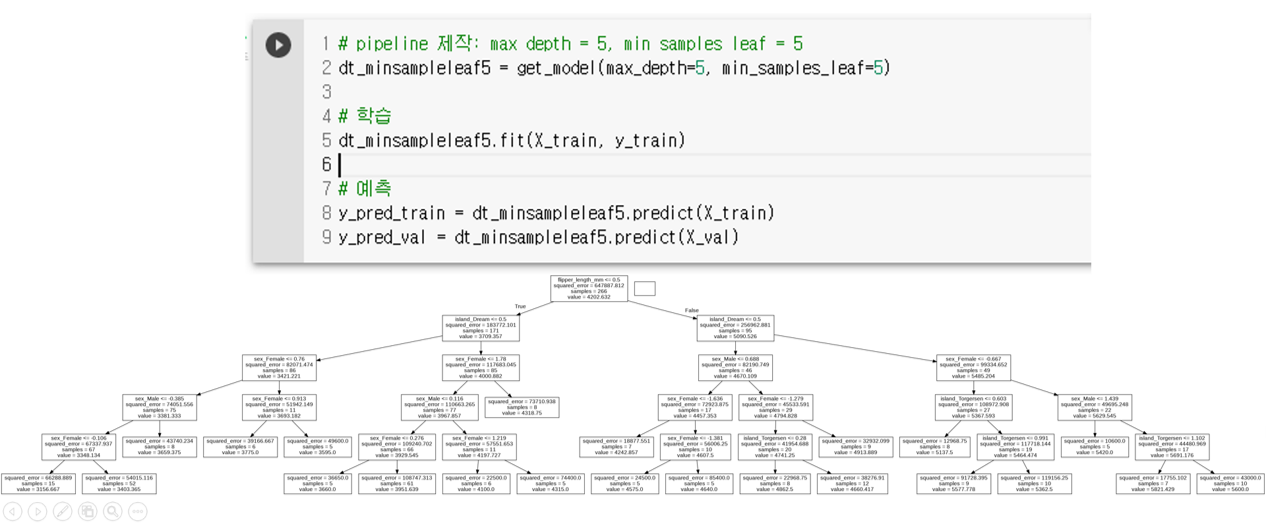 1 # pipeline 제작: max depth = 5, min samples leaf = 5
2 dt_minsampleleaf5 = get_model(max_depth=5, min_samples_leaf=5)
3
4 # 학습
5 dt_minsampleleaf5.fit(X_train, y_train)
6
7 # 예측
8 y_pred_train = dt_minsampleleaf5.predict(X_train)
9 y_pred_val = dt_minsampleleaf5.predict(X_val)
flipper_length_mm <= 0.5
squared_error = 647887.812
samples = 266
value = 4202.632
True
False
island_Dream <= 0.5
squared_error = 183772.101
samples = 171
value = 3709.357
island_Dream <= 0.5
squared_error = 256962.881
samples = 95
value = 5090.526
sex_Female <= 0.76
squared_error = 82071.474
samples = 86
value = 3421.221
sex_Female <= 1.78
squared_error = 117683.045
samples = 85
value = 4000.882
sex_Male <= 0.688
squared_error = 82190.749
samples = 46
value = 4670.109
sex_Female <= -0.667
squared_error = 99334.652
samples = 49
value = 5485.204
sex_Male <= -0.385
squared_error = 74051.556
samples = 75
value = 3381.333
sex_Female <= 0.913
squared_error = 51942.149
samples = 11
value = 3693.182
sex_Male <= 0.116
squared_error = 110663.265
samples = 77
value = 3967.857
squared_error = 73710.938
samples = 8
value = 4318.75
sex_Female <= -1.636
squared_error = 72923.875
samples = 17
value = 4457.353
sex_Female <= -1.279
squared_error = 45533.591
samples = 29
value = 4794.828
island_Torgersen <= 0.603
squared_error = 108972.908
samples = 27
value = 5367.593
sex_Male <= 1.439
squared_error = 49695.248
samples = 22
value = 5629.545
sex_Female <= -0.106
squared_error = 67337.937
samples = 67
value = 3348.134
squared_error = 43740.234
samples = 8
value = 3659.375
squared_error = 39166.667
samples = 6
value = 3775.0
squared_error = 49600.0
samples = 5
value = 3595.0
sex_Female <= 0.276
squared_error = 109240.702
samples = 66
value = 3929.545
sex_Female <= 1.219
squared_error = 57551.653
samples = 11
value = 4197.727
squared_error = 18877.551
samples = 7
value = 4242.857
sex_Female <= -1.381
squared_error = 56006.25
samples = 10
value = 4607.5
island_Torgersen <= 0.28
squared_error = 41954.688
samples = 20
value = 4741.25
squared_error = 32932.099
samples = 9
value = 4913.889
squared_error = 12968.75
samples = 8
value = 5137.5
island_Torgersen <= 0.991
squared_error = 117718.144
samples = 19
value = 5464.474
squared_error = 10600.0
samples = 5
value = 5420.0
island_Torgersen <= 1.102
squared_error = 44480.969
samples = 17
value = 5691.176
squared_error = 66288.889
samples = 15
value = 3156.667
squared_error = 54015.116
samples = 52
value = 3403.365
squared_error = 36650.0
samples = 5
value = 3660.0
squared_error = 108747.313
samples = 61
value = 3951.639
squared_error = 22500.0
samples = 6
value = 4100.0
squared_error = 74400.0
samples = 5
value = 4315.0
squared_error = 24500.0
samples = 5
value = 4575.0
squared_error = 85400.0
samples = 5
value = 4640.0
squared_error = 22968.75
samples = 8
value = 4862.5
squared_error = 38276.91
samples = 12
value = 4660.417
squared_error = 91728.395
samples = 9
value = 5577.778
squared_error = 119156.25
samples = 10
value = 5362.5
squared_error = 17755.102
samples = 7
value = 5821.429
squared_error = 43000.0
samples = 10
value = 5600.0